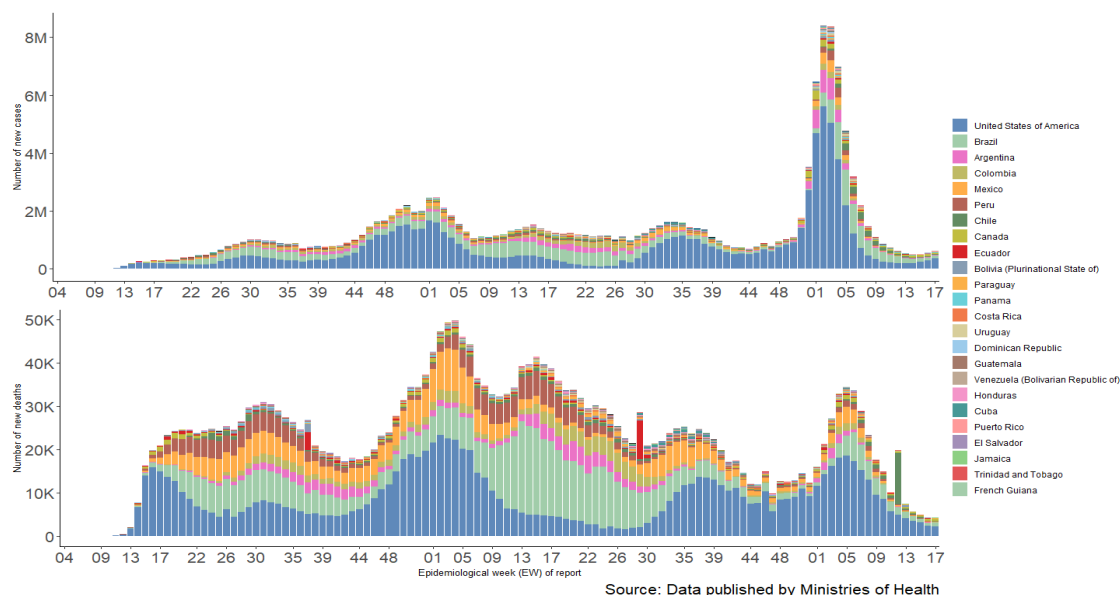 Number of new cases
8M
6M
4M
2M
0
04 09 13 17 22 26 30 35 39 44 48 01 05 09 13 17 22 26 30 35 39 44 48 01 05 09 13 17
Number of new deaths
50K
40K
30K
20K
10K
0
04 09 13 17 22 26 30 35 39 44 48 01 05 09 13 17 22 26 30 35 39 44 48 01 05 09 13 17
Epidemiological week (EW) of report
United States of America
Brazil
Argentina
Colombia
Mexico
Peru
Chile
Canada
Ecuador
Bolivia (Plurinational State of)
Paraguay
Panama
Costa Rica
Uruguay
Dominican Republic
Guatemala
Venezuela (Bolivarian Republic of)
Honduras
Cuba
Puerto Rico
El Salvador
Jamaica
Trinidad and Tobago
French Guiana
Source: Data published by Ministries of Health